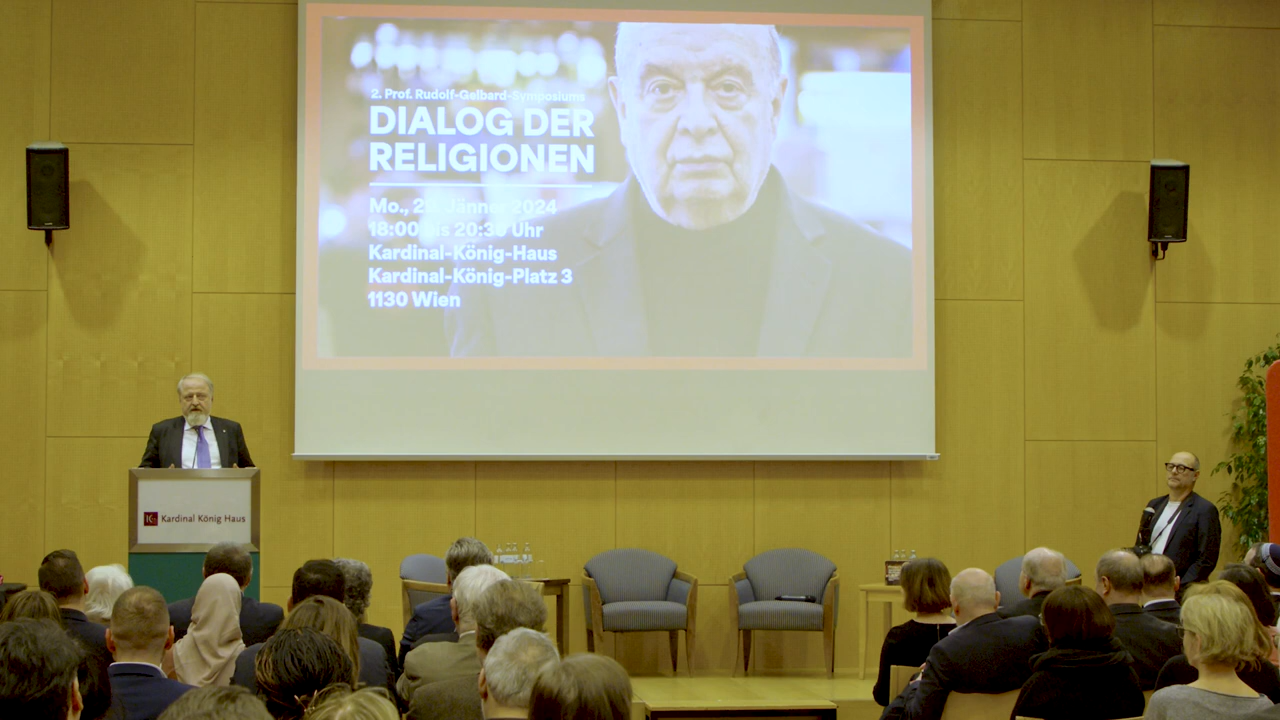 2. Prof. Rudolf-Gelbard-Symposiums
DIALOG DER
RELIGIONEN
Mo., Jänner 2024
18:00 bis 20:30 Uhr
Kardinal-König-Haus
Kardinal-König-Platz 3
1130 Wien
Kardinal König Haus